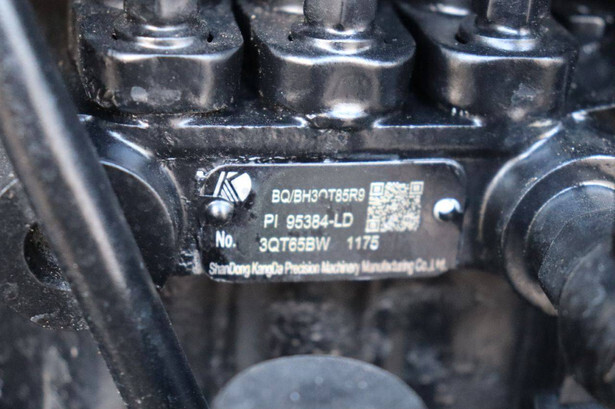 BQ/BH3QT85R9
PI 95384-LD
No. 3QT65BW 1175
ShanDong KangDa Precision Machinery Manufacturing Co.,Ltd.